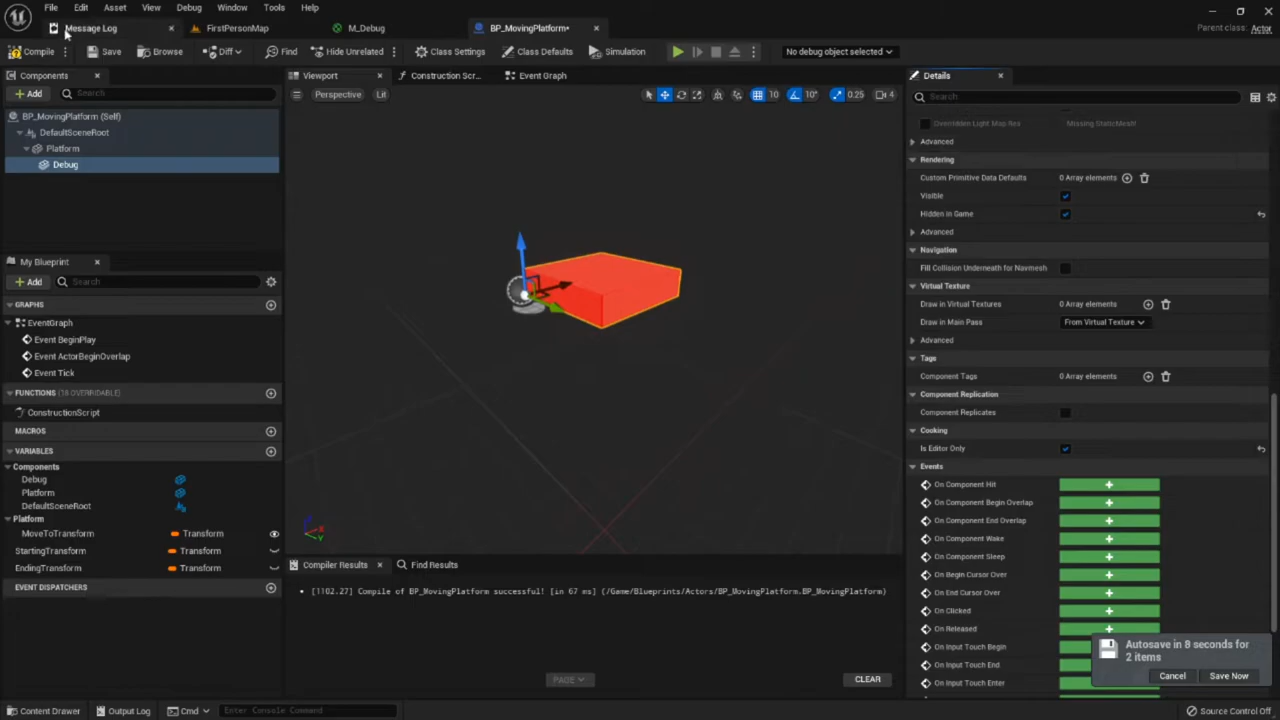 File Edit Asset View Debug Window Tools Help
Message Log FirstPersonMap M_Debug BP_MovingPlatform* Parent class: Actor
Compile Save Browse Diff Find Hide Unrelated Class Settings Class Defaults Simulation No debug object selected
Components Viewport Construction Scr... Event Graph Details
Add Search Perspective Lit 10 10° 0.25 4 Search
BP_MovingPlatform (Self)
DefaultSceneRoot
Platform
Debug
My Blueprint
Add Search
GRAPHS
EventGraph
Event BeginPlay
Event ActorBeginOverlap
Event Tick
FUNCTIONS (18 OVERRIDABLE)
ConstructionScript
MACROS
VARIABLES
Components
Debug
Platform
DefaultSceneRoot
Platform
MoveToTransform Transform
StartingTransform Transform
EndingTransform Transform
EVENT DISPATCHERS
X
Y
Compiler Results Find Results
[1102.27] Compile of BP_MovingPlatform successful! [in 67 ms] (/Game/Blueprints/Actors/BP_MovingPlatform.BP_MovingPlatform)
PAGE CLEAR
Overridden Light Map Res Missing StaticMesh!
Advanced
Rendering
Custom Primitive Data Defaults 0 Array elements
Visible
Hidden in Game
Advanced
Navigation
Fill Collision Underneath for Navmesh
Virtual Texture
Draw in Virtual Textures 0 Array elements
Draw in Main Pass From Virtual Texture
Advanced
Tags
Component Tags 0 Array elements
Component Replication
Component Replicates
Cooking
Is Editor Only
Events
On Component Hit
On Component Begin Overlap
On Component End Overlap
On Component Wake
On Component Sleep
On Begin Cursor Over
On End Cursor Over
On Clicked
On Released
On Input Touch Begin
On Input Touch End
On Input Touch Enter
Autosave in 8 seconds for
2 items
Cancel Save Now
Content Drawer Output Log Cmd Enter Console Command Source Control Off